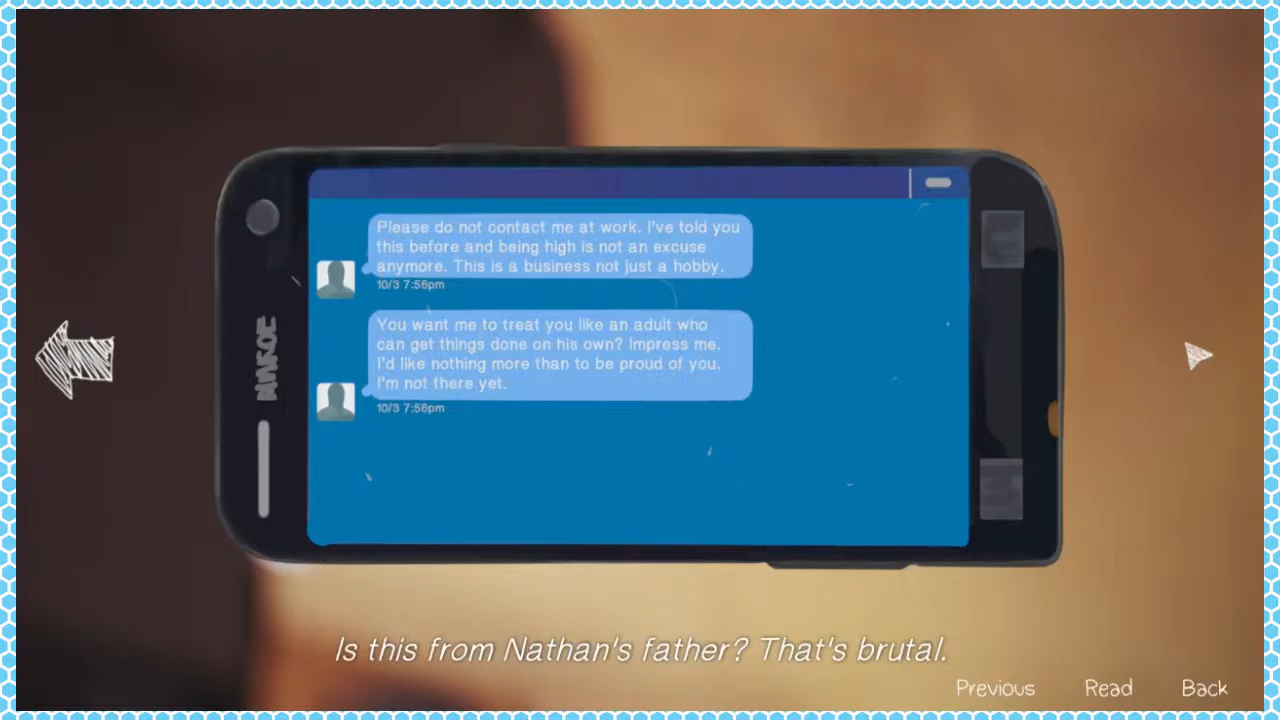 Please do not contact me at work. I've told you
this before and being high is not an excuse
anymore. This is a business not just a hobby.
10/3 7:56pm
You want me to treat you like an adult who
can get things done on his own? Impress me.
I'd like nothing more than to be proud of you.
I'm not there yet.
10/3 7:56pm
Is this from Nathan's father? That's brutal.
Previous Read Back